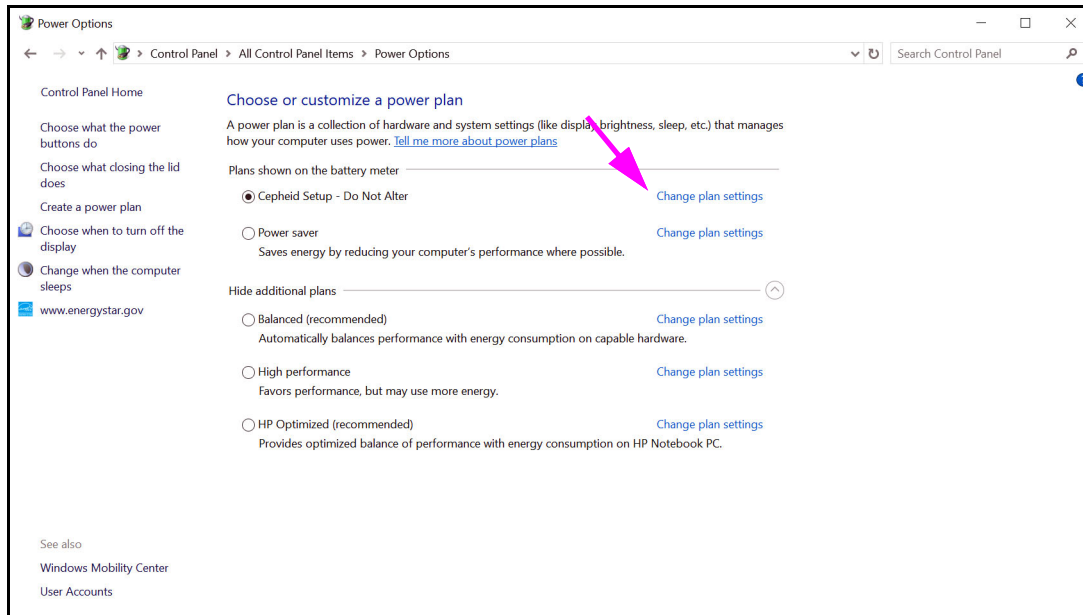 Power Options
Control Panel > All Control Panel Items > Power Options
Search Control Panel
Control Panel Home
Choose what the power
buttons do
Choose what closing the lid
does
Create a power plan
Choose when to turn off the
display
Change when the computer
sleeps
www.energystar.gov
Choose or customize a power plan
A power plan is a collection of hardware and system settings (like display brightness, sleep, etc.) that manages
how your computer uses power. Tell me more about power plans
Plans shown on the battery meter
Cepheid Setup - Do Not Alter
Change plan settings
Power saver
Change plan settings
Saves energy by reducing your computer's performance where possible.
Hide additional plans
Balanced (recommended)
Change plan settings
Automatically balances performance with energy consumption on capable hardware.
High performance
Change plan settings
Favors performance, but may use more energy.
HP Optimized (recommended)
Change plan settings
Provides optimized balance of performance with energy consumption on HP Notebook PC.
See also
Windows Mobility Center
User Accounts